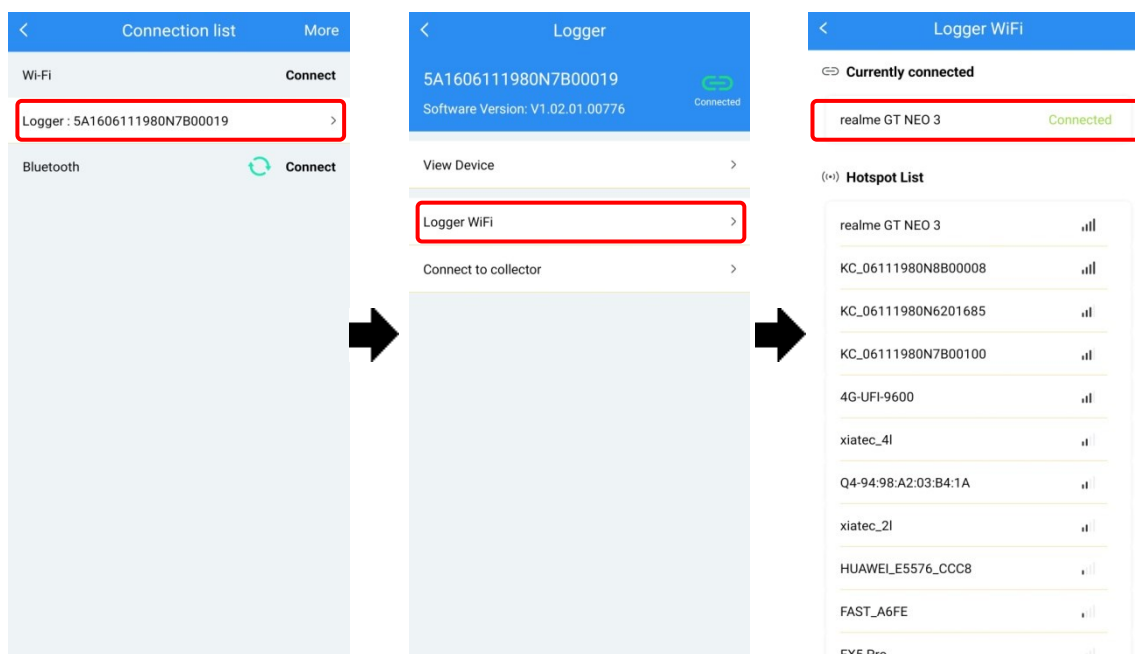 Connection list
More
Wi-Fi
Connect
Logger : 5A1606111980N7B00019
Bluetooth
Connect
Logger
5A1606111980N7B00019
Software Version: V1.02.01.00776
Connected
View Device
Logger WiFi
Connect to collector
Logger WiFi
Currently connected
realme GT NEO 3
Connected
Hotspot List
realme GT NEO 3
KC_06111980N8B00008
KC_06111980N6201685
KC_06111980N7B00100
4G-UFI-9600
xiatec_4l
Q4-94:98:A2:03:B4:1A
xiatec_2l
HUAWEI_E5576_CCC8
FAST_A6FE